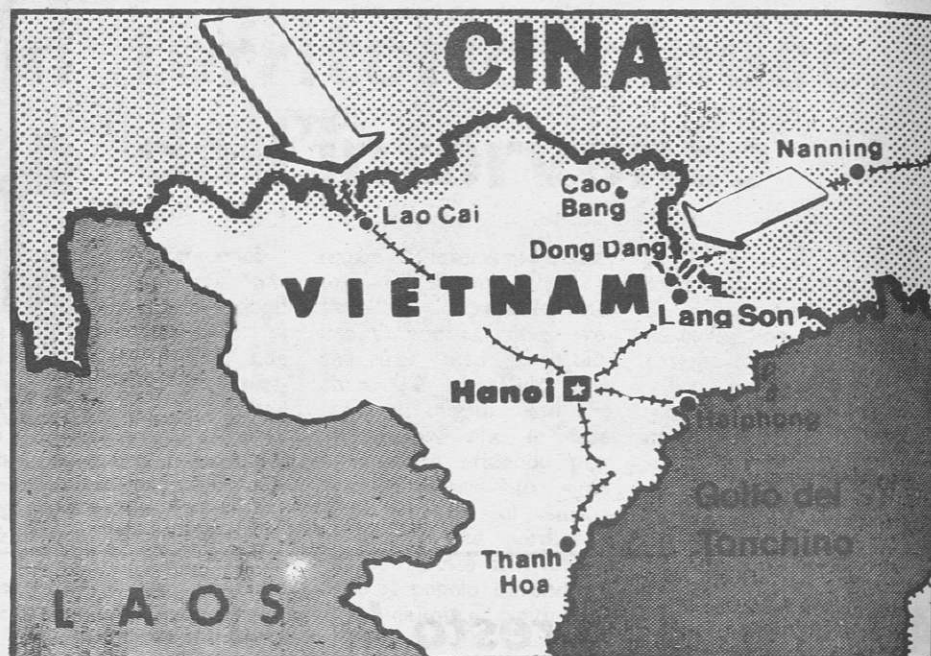 CINA
Nanning
Cao
Bang
Lao Cai
Dong Dang
VIETNAM
Lang Son
Hanoi
Haiphong
Golfo del
Tonchino
Thanh
Hoa
LAOS